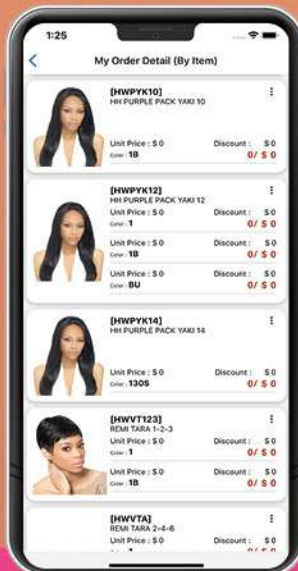 1:25
My Order Detail (By Item)
[HWPYK10]
HH PURPLE PACK YAKI 10
Unit Price : $ 0 Discount : $ 0
Color : 1B 0/ $ 0
[HWPYK12]
HH PURPLE PACK YAKI 12
Unit Price : $ 0 Discount : $ 0
Color : 1 0/ $ 0
Unit Price : $ 0 Discount : $ 0
Color : 1B 0/ $ 0
Unit Price : $ 0 Discount : $ 0
Color : BU 0/ $ 0
[HWPYK14]
HH PURPLE PACK YAKI 14
Unit Price : $ 0 Discount : $ 0
Color : 130S 0/ $ 0
[HWVT123]
REMI TARA 1-2-3
Unit Price : $ 0 Discount : $ 0
Color : 1 0/ $ 0
Unit Price : $ 0 Discount : $ 0
Color : 1B 0/ $ 0
[HWVTA]
REMI TARA 2-4-6
Unit Price : $ 0 Discount : $ 0